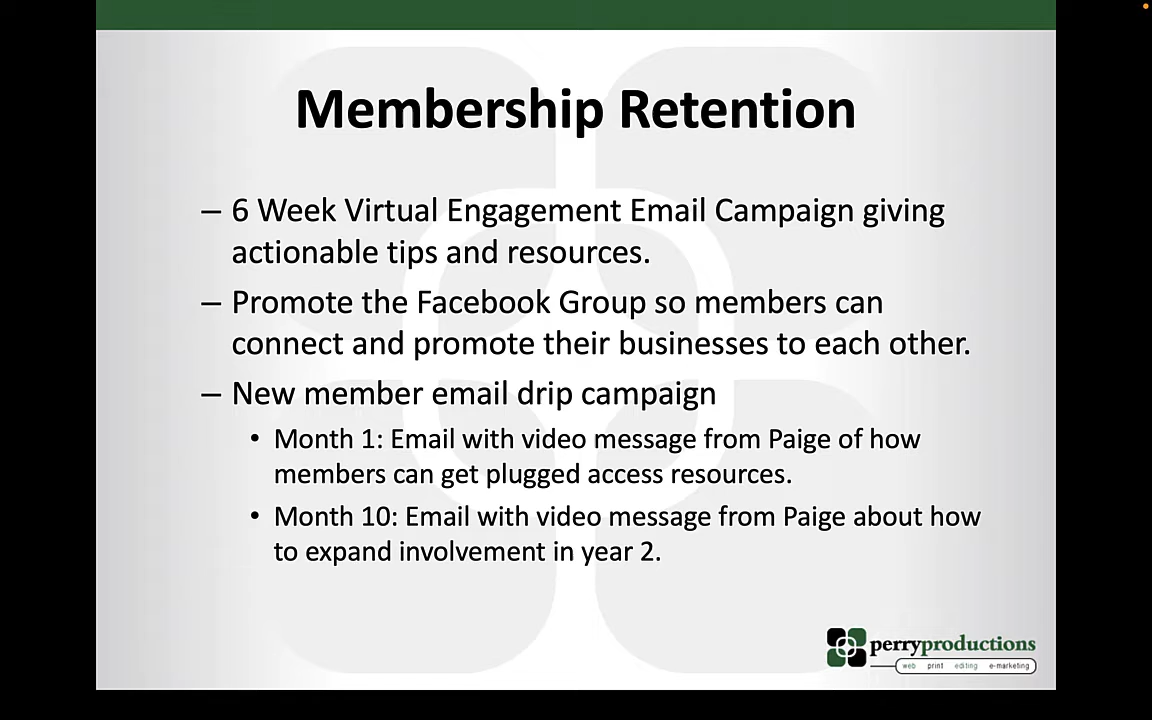 Membership Retention
– 6 Week Virtual Engagement Email Campaign giving
actionable tips and resources.
– Promote the Facebook Group so members can
connect and promote their businesses to each other.
– New member email drip campaign
• Month 1: Email with video message from Paige of how
members can get plugged access resources.
• Month 10: Email with video message from Paige about how
to expand involvement in year 2.
perryproductions
web print editing e-marketing